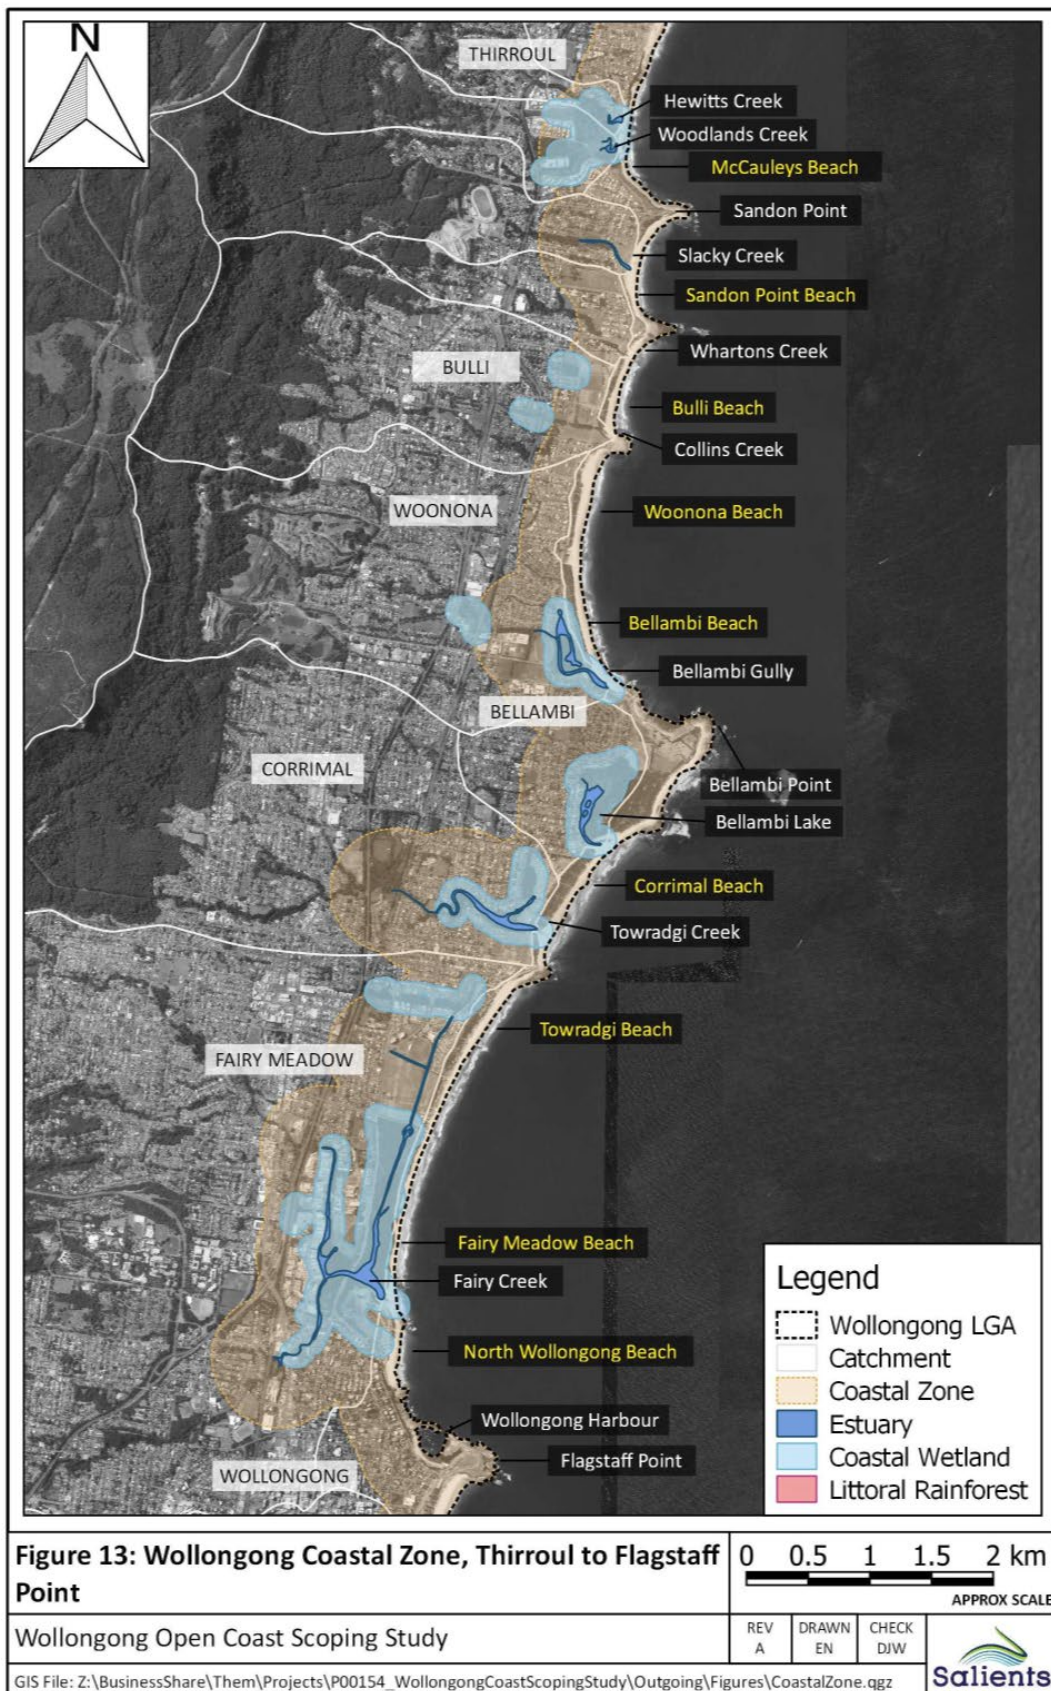 N
THIRROUL
Hewitts Creek
Woodlands Creek
McCauleys Beach
Sandon Point
Slacky Creek
Sandon Point Beach
Whartons Creek
BULLI
Bulli Beach
Collins Creek
WOONONA
Woonona Beach
Bellambi Beach
Bellambi Gully
BELLAMBI
CORRIMAL
Bellambi Point
Bellambi Lake
Corrimal Beach
Towradgi Creek
Towradgi Beach
FAIRY MEADOW
Fairy Meadow Beach
Fairy Creek
North Wollongong Beach
Wollongong Harbour
Flagstaff Point
WOLLONGONG
Legend
Wollongong LGA
Catchment
Coastal Zone
Estuary
Coastal Wetland
Littoral Rainforest
Figure 13: Wollongong Coastal Zone, Thirroul to Flagstaff
Point
0 0.5 1 1.5 2 km
APPROX SCALE
Wollongong Open Coast Scoping Study
REV
A
DRAWN
EN
CHECK
DJW
Salients
GIS File: Z:\BusinessShare\Them\Projects\P00154_WollongongCoastScopingStudy\Outgoing\Figures\CoastalZone.qgz